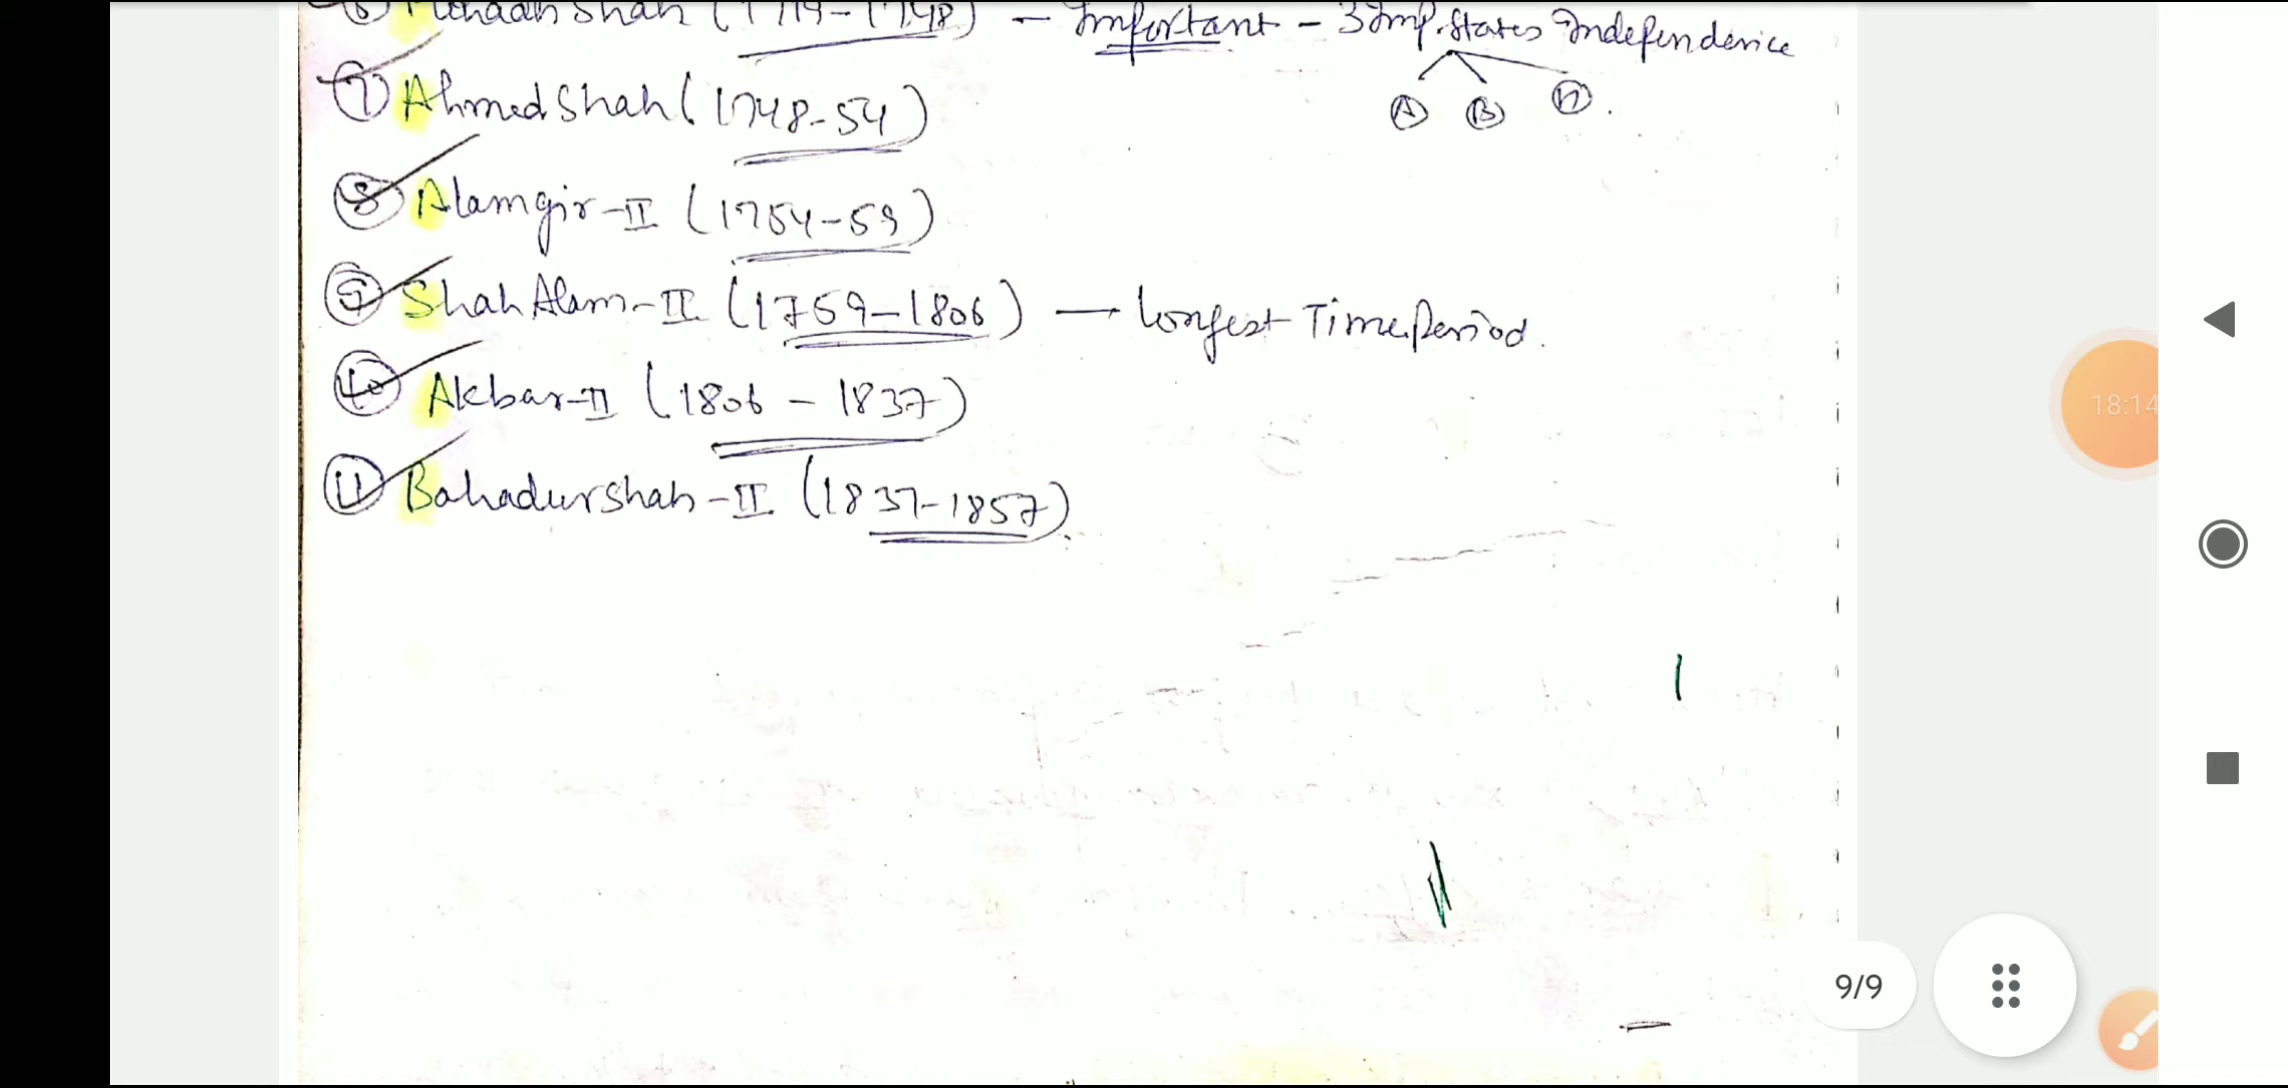 ⑥ Muhadh Shah (1719-1748) - Important - 3 Imp. States Independence
Ⓐ Ⓑ Ⓗ.
⑦ Ahmed Shah (1748-54)
⑧ Alamgir-II (1754-59)
⑨ Shah Alam-II (1759-1806) — longest Time Period.
⑩ Akbar-II (1806 - 1837)
⑪ Bahadurshah-II (1837-1857).
18:14
9/9